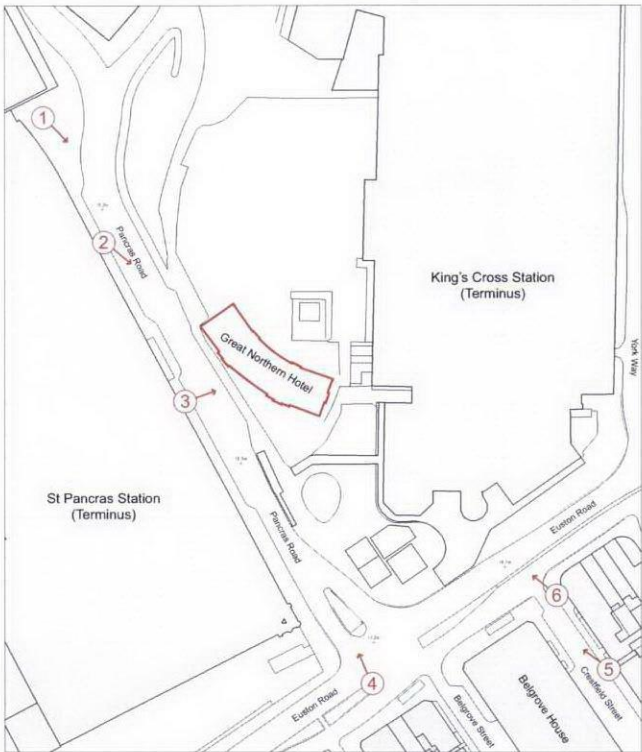 1
Pancras Road
2
King's Cross Station
(Terminus)
York Way
Great Northern Hotel
3
St Pancras Station
(Terminus)
Pancras Road
Euston Road
6
5
Crestfield Street
4
Belgrove House
Euston Road
Belgrove Street